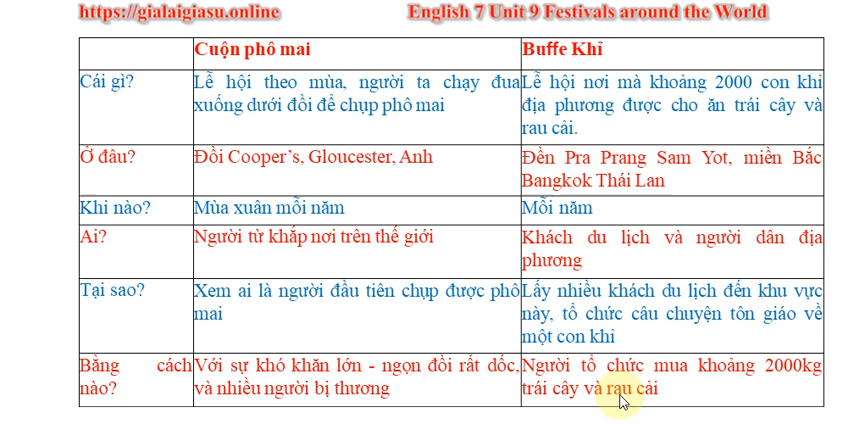 https://gialaigiasu.online English 7 Unit 9 Festivals around the World
Cuộn phô mai Buffe Khỉ
Cái gì? Lễ hội theo mùa, người ta chạy đua Lễ hội nơi mà khoảng 2000 con khỉ
xuống dưới đồi để chụp phô mai địa phương được cho ăn trái cây và
rau cải.
Ở đâu? Đồi Cooper's, Gloucester, Anh Đền Pra Prang Sam Yot, miền Bắc
Bangkok Thái Lan
Khi nào? Mùa xuân mỗi năm Mỗi năm
Ai? Người từ khắp nơi trên thế giới Khách du lịch và người dân địa
phương
Tại sao? Xem ai là người đầu tiên chụp được phô Lấy nhiều khách du lịch đến khu vực
mai này, tổ chức câu chuyện tôn giáo về
một con khỉ
Bằng cách Với sự khó khăn lớn - ngọn đồi rất dốc, Người tổ chức mua khoảng 2000kg
nào? và nhiều người bị thương trái cây và rau cải